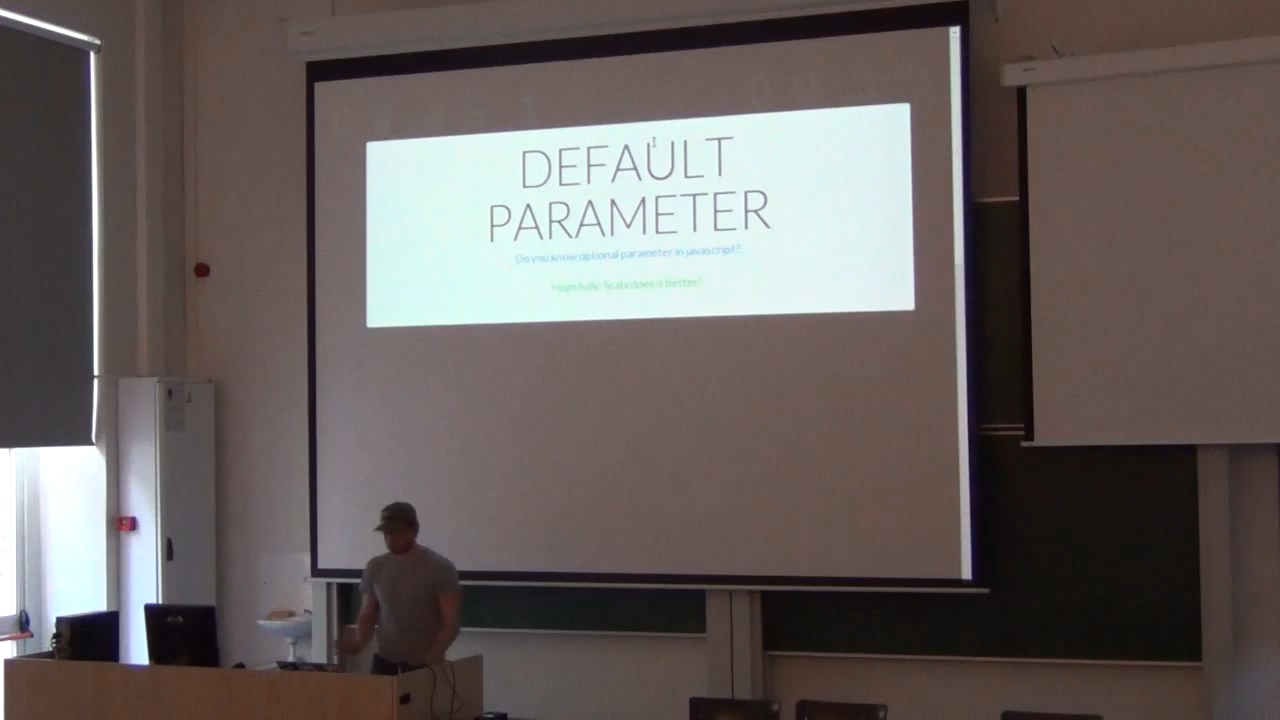 DEFAULT
PARAMETER
Do you know optional parameter in javascript?
Hopefully, Scala does it better!